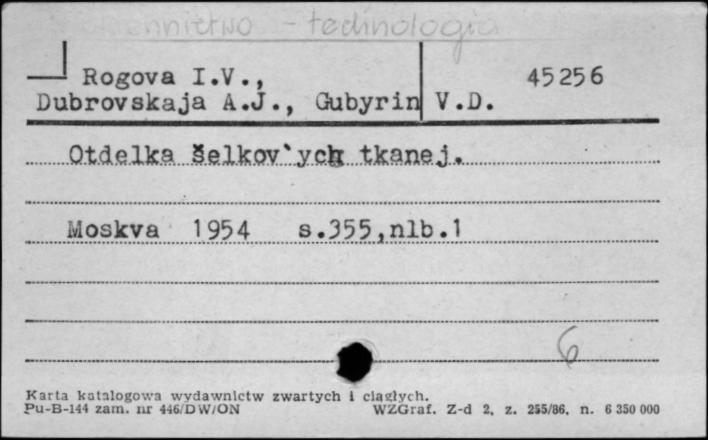 - technologia
Rogova I.V., 45256
Dubrovskaja A.J., Gubyrin V.D.
Otdelka šelkov`ych tkanej.
Moskva 1954 s.355,nlb.1
6
Karta katalogowa wydawnictw zwartych i ciągłych.
Pu-B-144 zam. nr 446/DW/ON WZGraf. Z-d 2, z. 255/86, n. 6 350 000